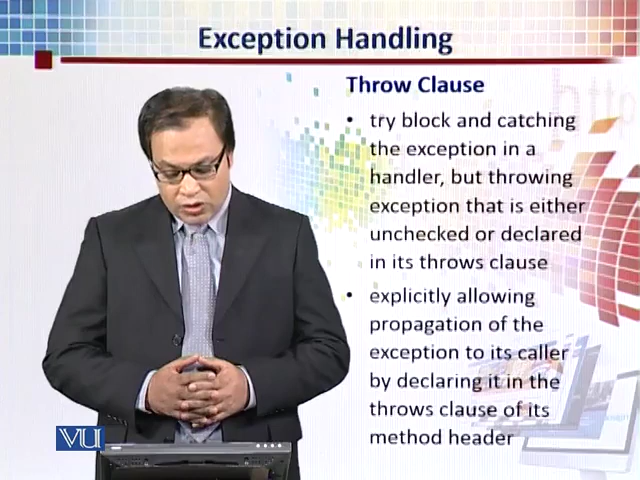 Exception Handling
Throw Clause
• try block and catching
the exception in a
handler, but throwing
exception that is either
unchecked or declared
in its throws clause
• explicitly allowing
propagation of the
exception to its caller
by declaring it in the
throws clause of its
method header
VU